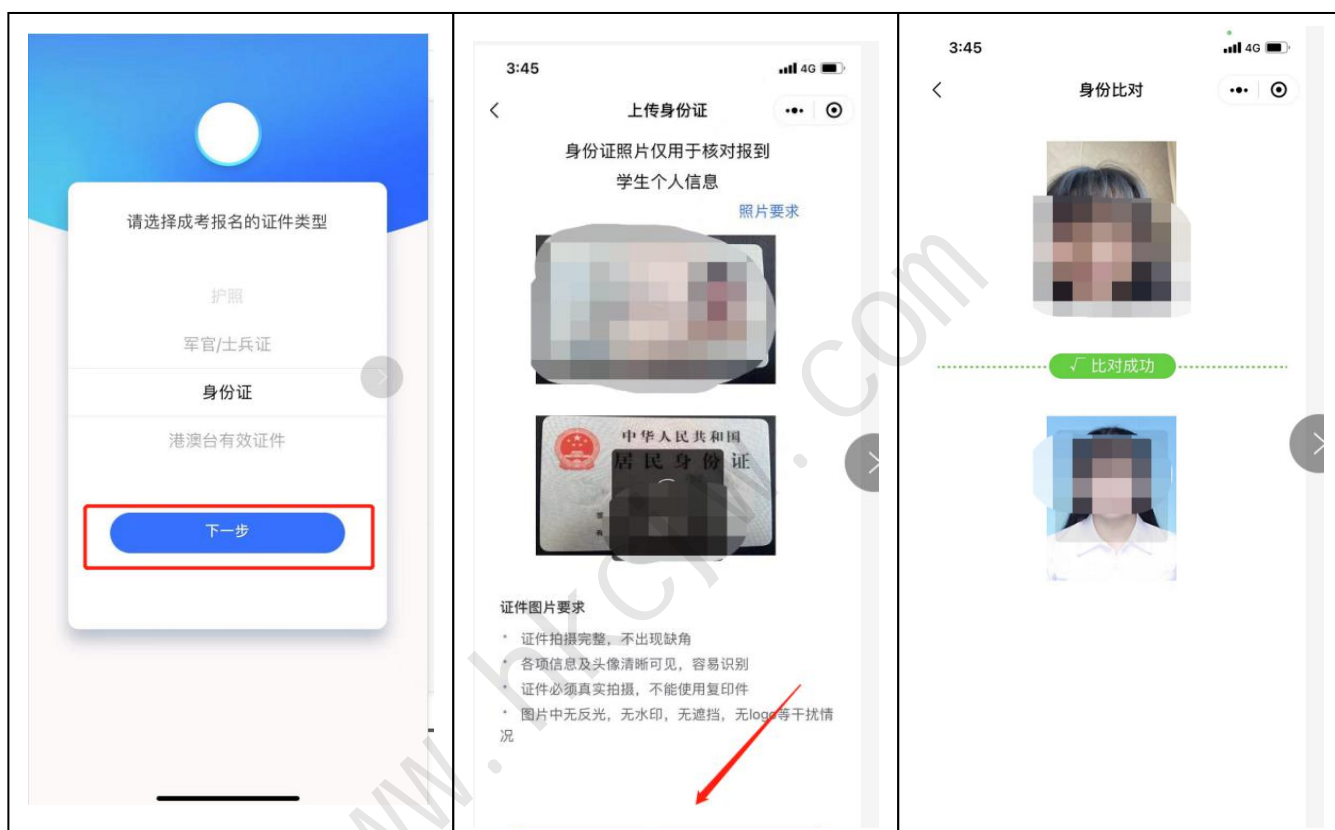 请选择成考报名的证件类型
护照
军官/士兵证
身份证
港澳台有效证件
下一步
3:45
4G
上传身份证
身份证照片仅用于核对报到
学生个人信息
照片要求
中华人民共和国
居民身份证
证件图片要求
· 证件拍摄完整，不出现缺角
· 各项信息及头像清晰可见，容易识别
· 证件必须真实拍摄，不能使用复印件
· 图片中无反光，无水印，无遮挡，无logo等干扰情
况
3:45
4G
身份比对
√ 比对成功
www.hkcjw.com